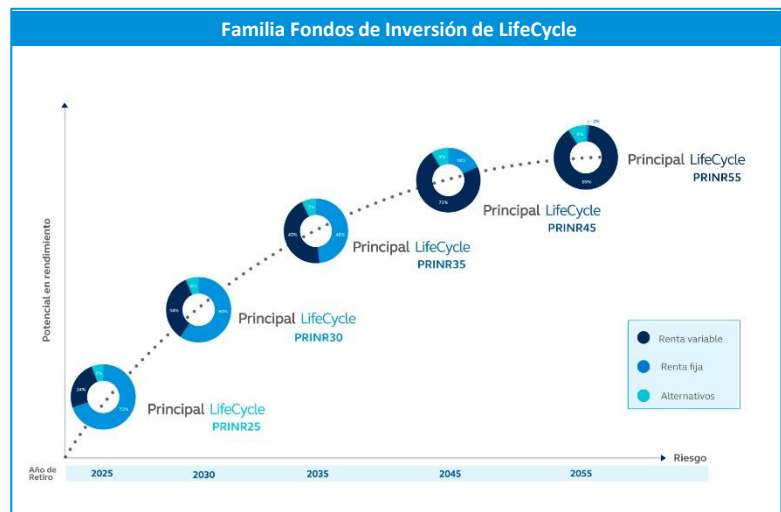 Familia Fondos de Inversión de LifeCycle
Potencial en rendimiento
Principal LifeCycle
PRINR55
Principal LifeCycle
PRINR45
Principal LifeCycle
PRINR35
Principal LifeCycle
PRINR30
Principal LifeCycle
PRINR25
89%
71%
Renta variable
Renta fija
Alternativos
Riesgo
Año de
Retiro
2025
2030
2035
2045
2055